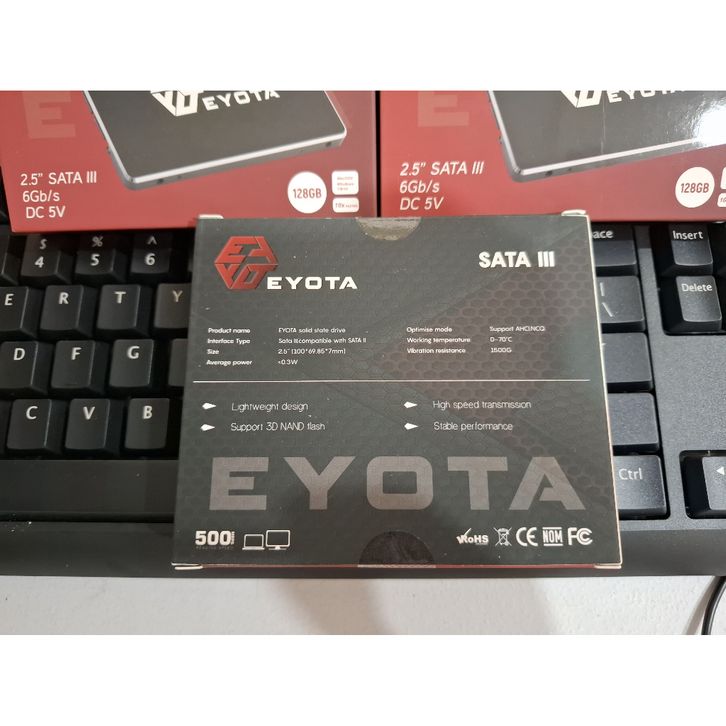 EYOTA
2.5" SATA III
6Gb/s
DC 5V
128GB
EYOTA
2.5" SATA III
6Gb/s
DC 5V
128GB
$ % ^
4 5 6
E R T Y
D F G
C V B
Insert
Delete
Ctrl
EYOTA
SATA III
Product name EYOTA solid state drive
Interface Type Sata III compatible with SATA II
Size 2.5" (100*69.85*7mm)
Average power <0.3W
Optimise mode Support AHCI,NCQ
Working temperature 0~70℃
Vibration resistance 1500G
Lightweight design
High speed transmission
Support 3D NAND flash
Stable performance
EYOTA
500
RoHS CE NOM FC